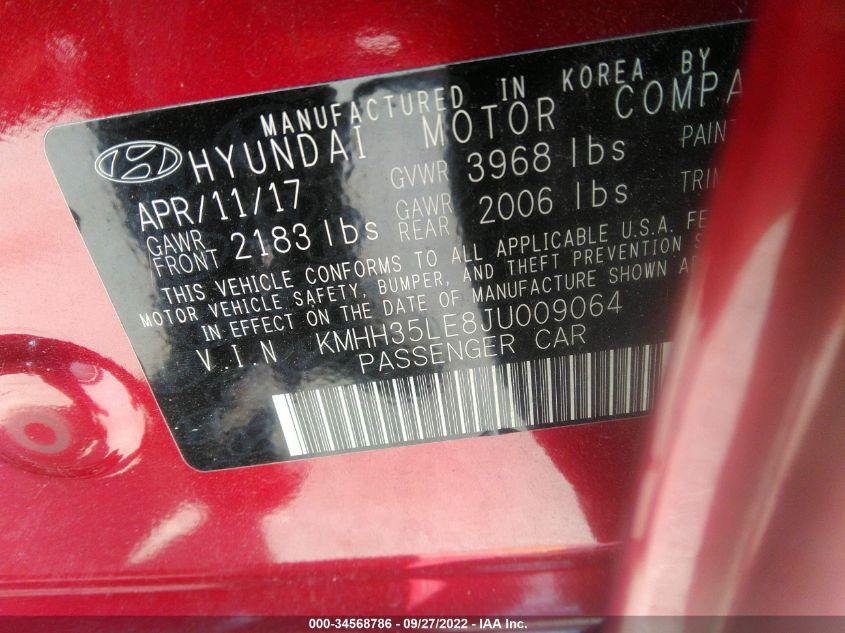 MANUFACTURED IN KOREA BY
HYUNDAI MOTOR COMPA
APR/11/17 GVWR 3968 lbs PAINT
GAWR FRONT 2183 lbs GAWR REAR 2006 lbs TRIM
THIS VEHICLE CONFORMS TO ALL APPLICABLE U.S.A. FE
MOTOR VEHICLE SAFETY, BUMPER, AND THEFT PREVENTION S
IN EFFECT ON THE DATE OF MANUFACTURE SHOWN AB
V.I.N KMHH35LE8JU009064
PASSENGER CAR
000-34568786 - 09/27/2022 - IAA Inc.